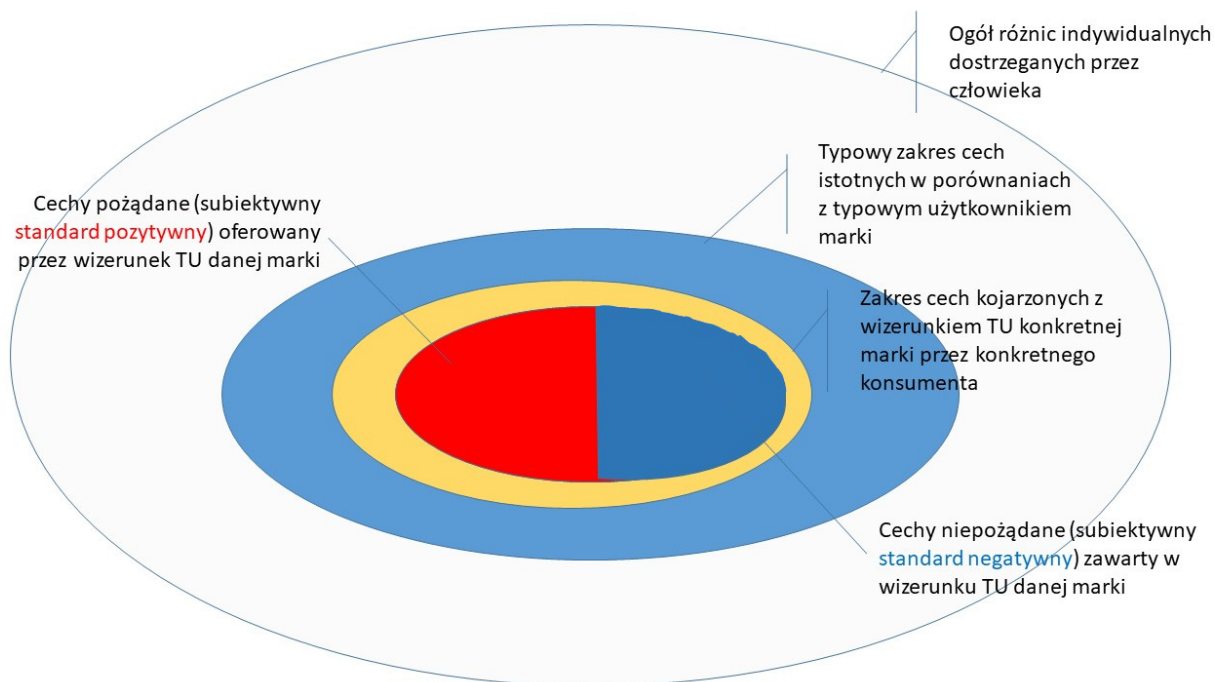 Ogół różnic indywidualnych
dostrzeganych przez
człowieka
Typowy zakres cech
istotnych w porównaniach
z typowym użytkownikiem
marki
Cechy pożądane (subiektywny
standard pozytywny) oferowany
przez wizerunek TU danej marki
Zakres cech kojarzonych z
wizerunkiem TU konkretnej
marki przez konkretnego
konsumenta
Cechy niepożądane (subiektywny
standard negatywny) zawarty w
wizerunku TU danej marki